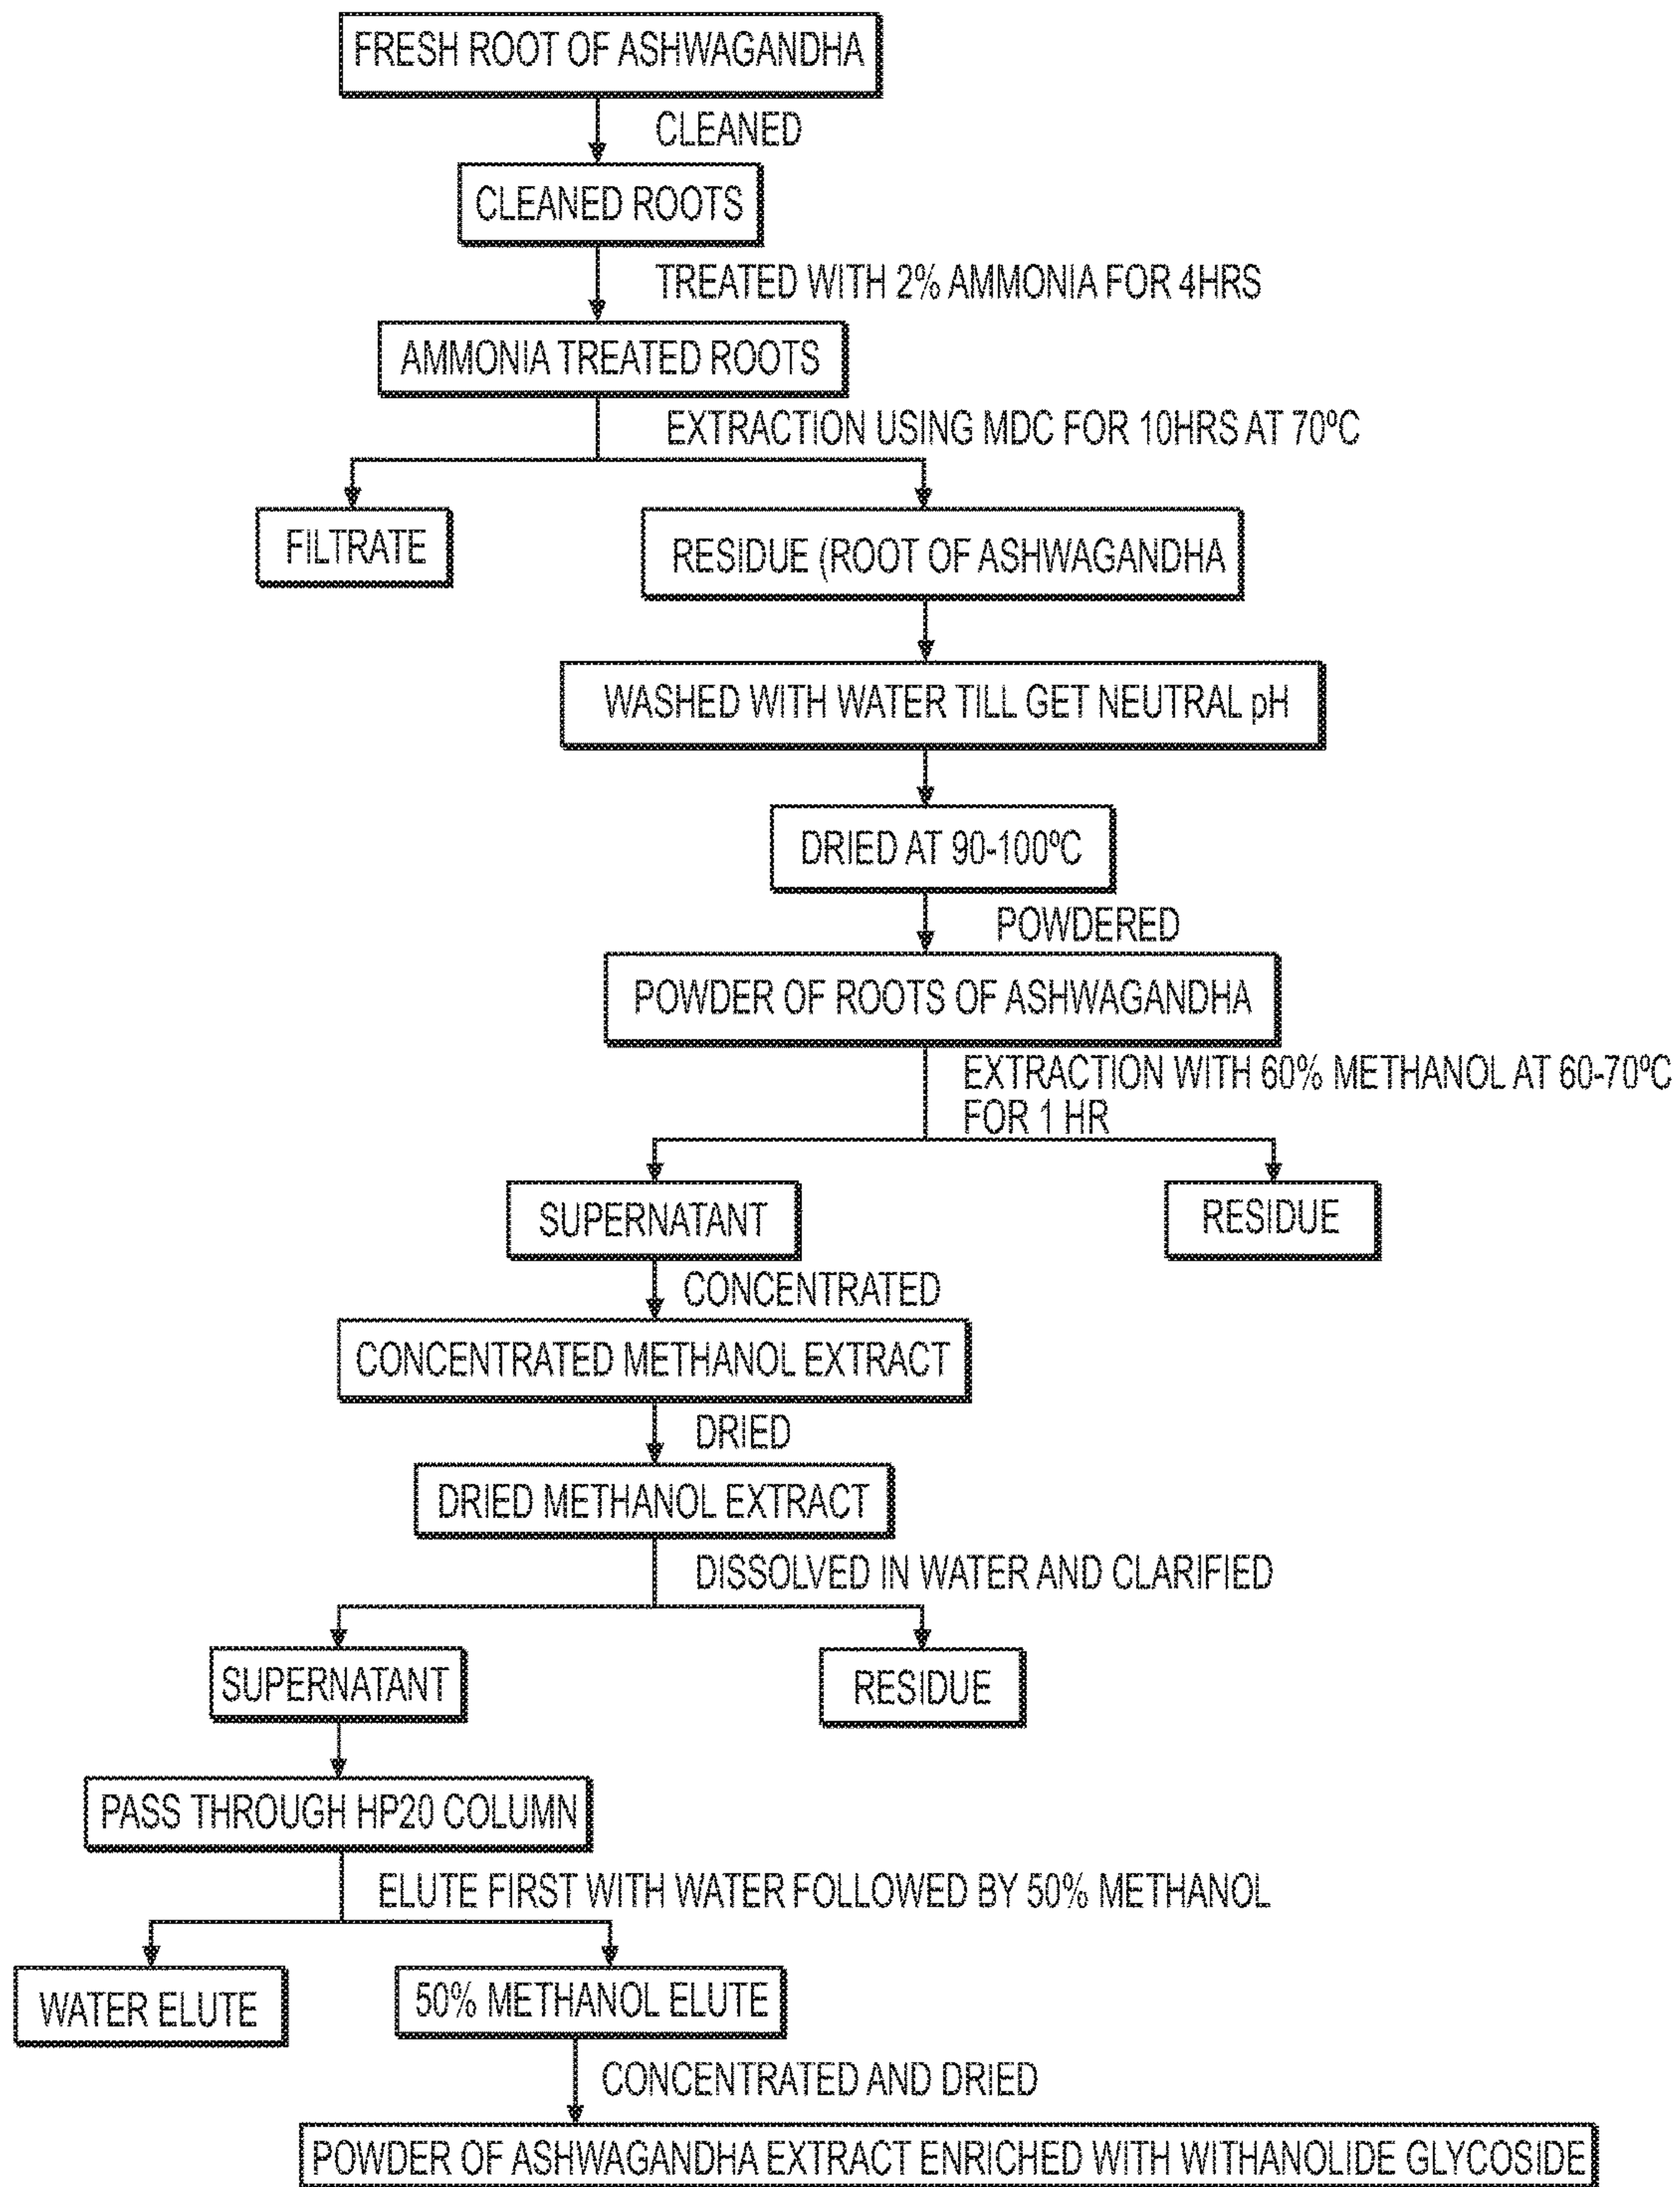 FRESH ROOT OF ASHWAGANDHA
CLEANED
CLEANED ROOTS
TREATED WITH 2% AMMONIA FOR 4HRS
AMMONIA TREATED ROOTS
EXTRACTION USING MDC FOR 10HRS AT 70ºC
FILTRATE
RESIDUE (ROOT OF ASHWAGANDHA
WASHED WITH WATER TILL GET NEUTRAL pH
DRIED AT 90-100ºC
POWDERED
POWDER OF ROOTS OF ASHWAGANDHA
EXTRACTION WITH 60% METHANOL AT 60-70ºC
FOR 1 HR
SUPERNATANT
RESIDUE
CONCENTRATED
CONCENTRATED METHANOL EXTRACT
DRIED
DRIED METHANOL EXTRACT
DISSOLVED IN WATER AND CLARIFIED
SUPERNATANT
RESIDUE
PASS THROUGH HP20 COLUMN
ELUTE FIRST WITH WATER FOLLOWED BY 50% METHANOL
WATER ELUTE
50% METHANOL ELUTE
CONCENTRATED AND DRIED
POWDER OF ASHWAGANDHA EXTRACT ENRICHED WITH WITHANOLIDE GLYCOSIDE